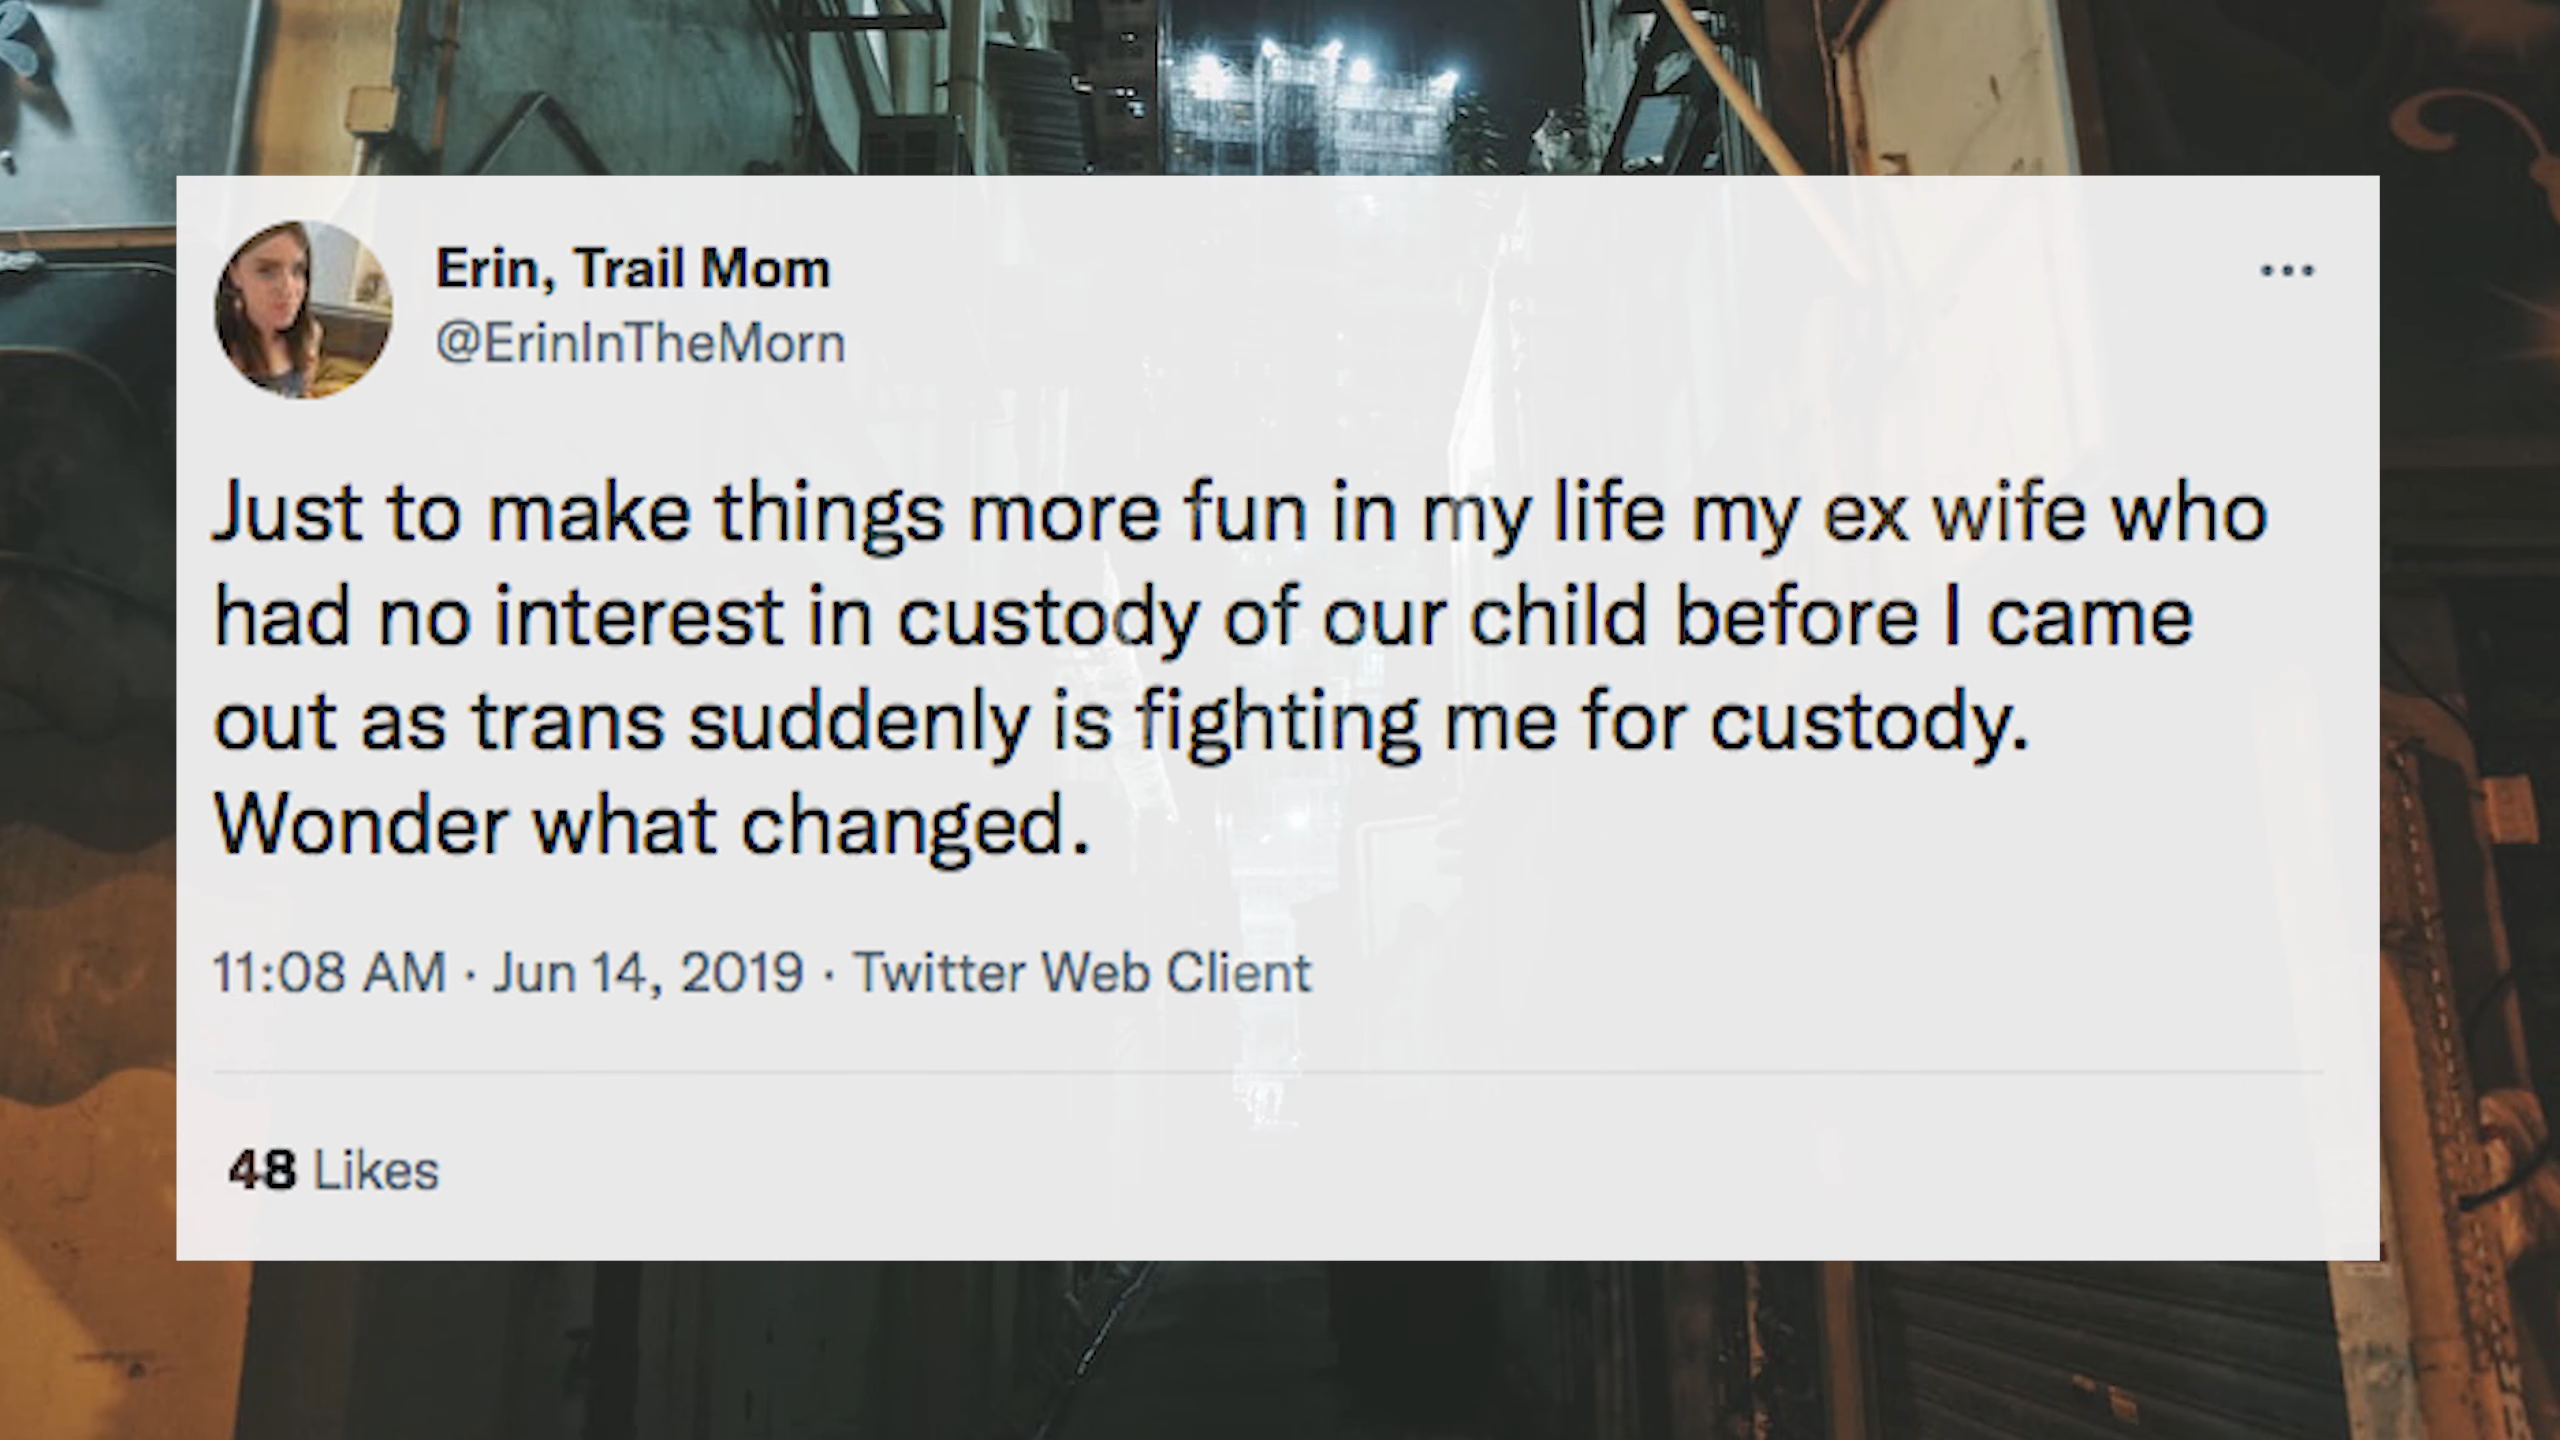 Erin, Trail Mom
@ErinInTheMorn
Just to make things more fun in my life my ex wife who
had no interest in custody of our child before I came
out as trans suddenly is fighting me for custody.
Wonder what changed.
11:08 AM · Jun 14, 2019 · Twitter Web Client
48 Likes